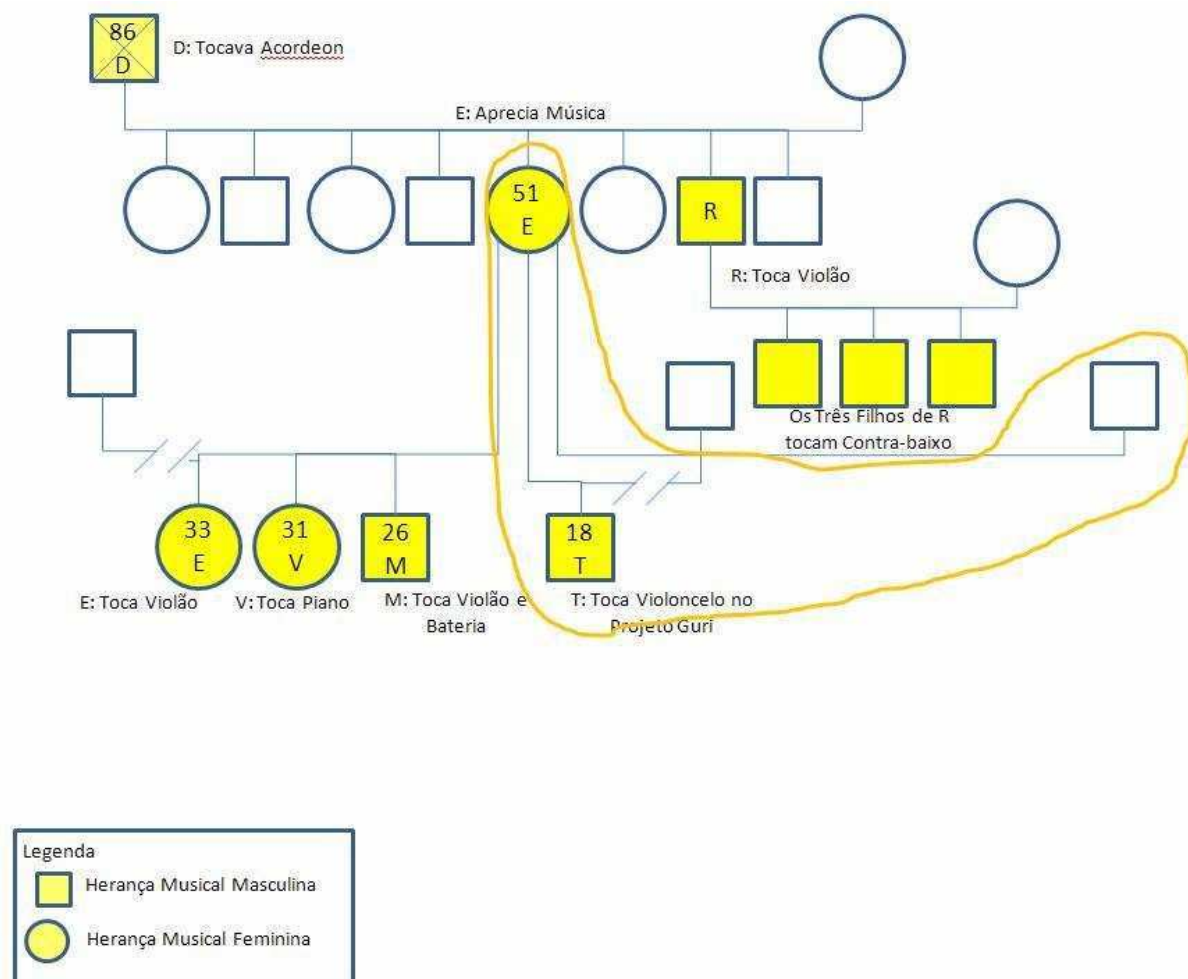 86
D
D: Tocava Acordeon
E: Aprecia Música
51
E
R
R: Toca Violão
Os Três Filhos de R
tocam Contra-baixo
33
E
31
V
26
M
18
T
E: Toca Violão
V: Toca Piano
M: Toca Violão e
Bateria
T: Toca Violoncelo no
Projeto Guri
Legenda
Herança Musical Masculina
Herança Musical Feminina